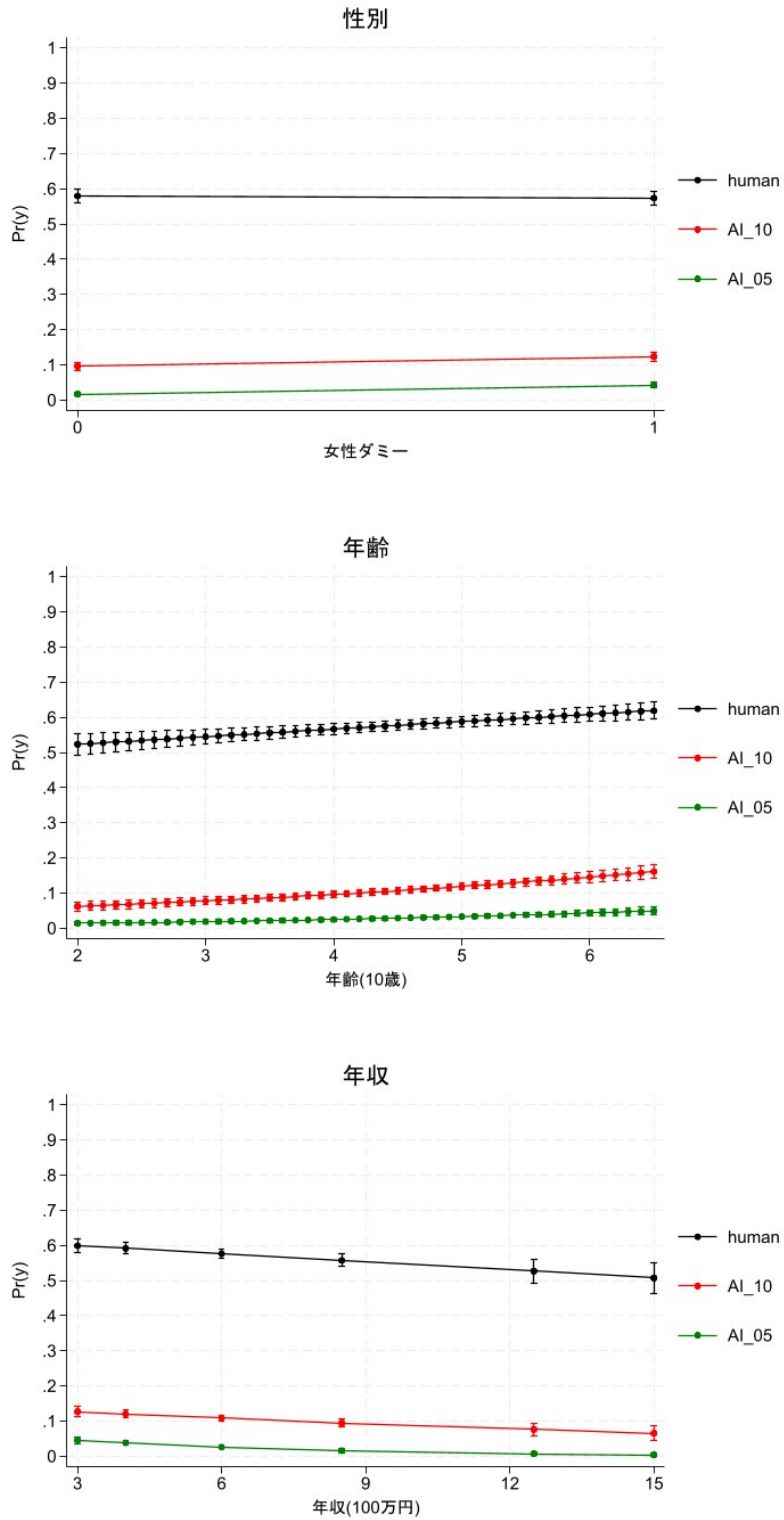 性別
1
.9
.8
.7
.6
.5
.4
.3
.2
.1
0
Pr(y)
0 1
女性ダミー
human
AI_10
AI_05
年齢
1
.9
.8
.7
.6
.5
.4
.3
.2
.1
0
Pr(y)
2 3 4 5 6
年齢(10歳)
human
AI_10
AI_05
年収
1
.9
.8
.7
.6
.5
.4
.3
.2
.1
0
Pr(y)
3 6 9 12 15
年収(100万円)
human
AI_10
AI_05